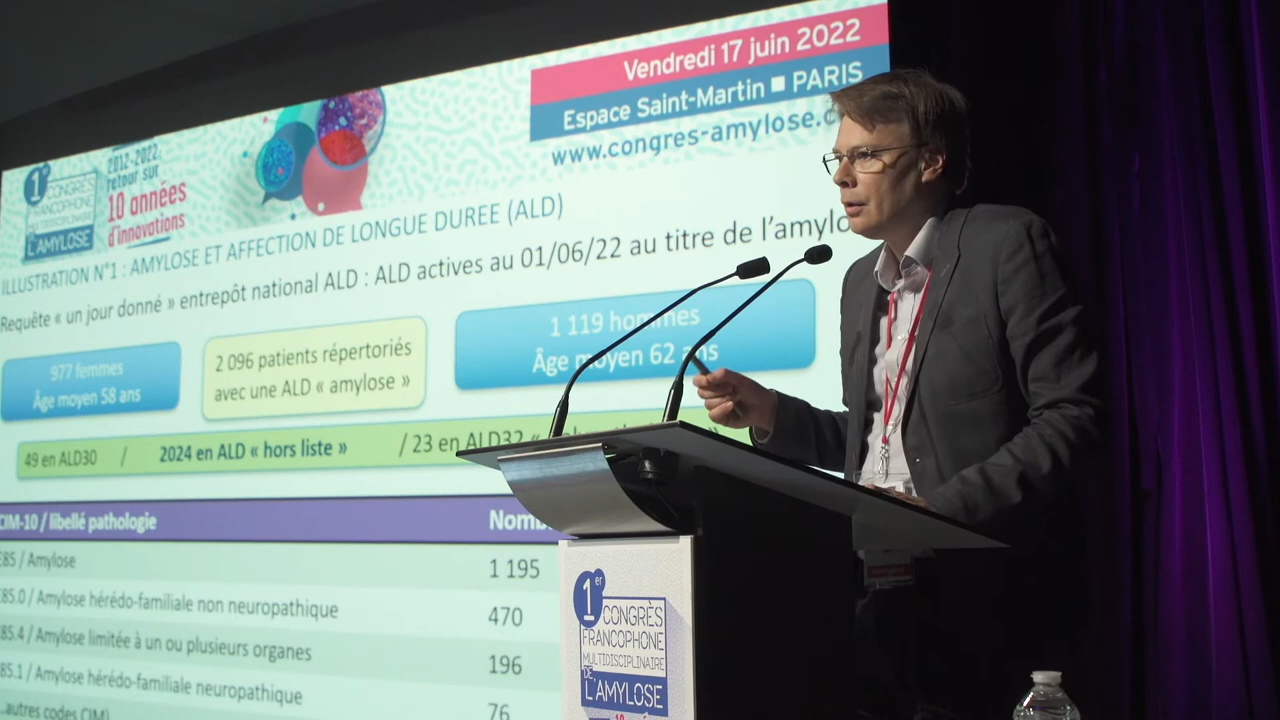 Vendredi 17 juin 2022
Espace Saint-Martin ■ PARIS
www.congres-amylose.
1er
CONGRÈS
FRANCOPHONE
MULTIDISCIPLINAIRE
DE
L'AMYLOSE
2012-2022:
retour sur
10 années
d'innovations
ILLUSTRATION N°1 : AMYLOSE ET AFFECTION DE LONGUE DUREE (ALD)
Requête « un jour donné » entrepôt national ALD : ALD actives au 01/06/22 au titre de l'amylo
977 femmes
Âge moyen 58 ans
2 096 patients répertoriés
avec une ALD « amylose »
1 119 hommes
Âge moyen 62 ans
49 en ALD30 / 2024 en ALD « hors liste » / 23 en ALD32
CIM-10 / libellé pathologie Nomb
E85 / Amylose 1 195
E85.0 / Amylose hérédo-familiale non neuropathique 470
E85.4 / Amylose limitée à un ou plusieurs organes 196
E85.1 / Amylose hérédo-familiale neuropathique 76
autres codes CIM)
1er
CONGRÈS
FRANCOPHONE
MULTIDISCIPLINAIRE
DE
L'AMYLOSE